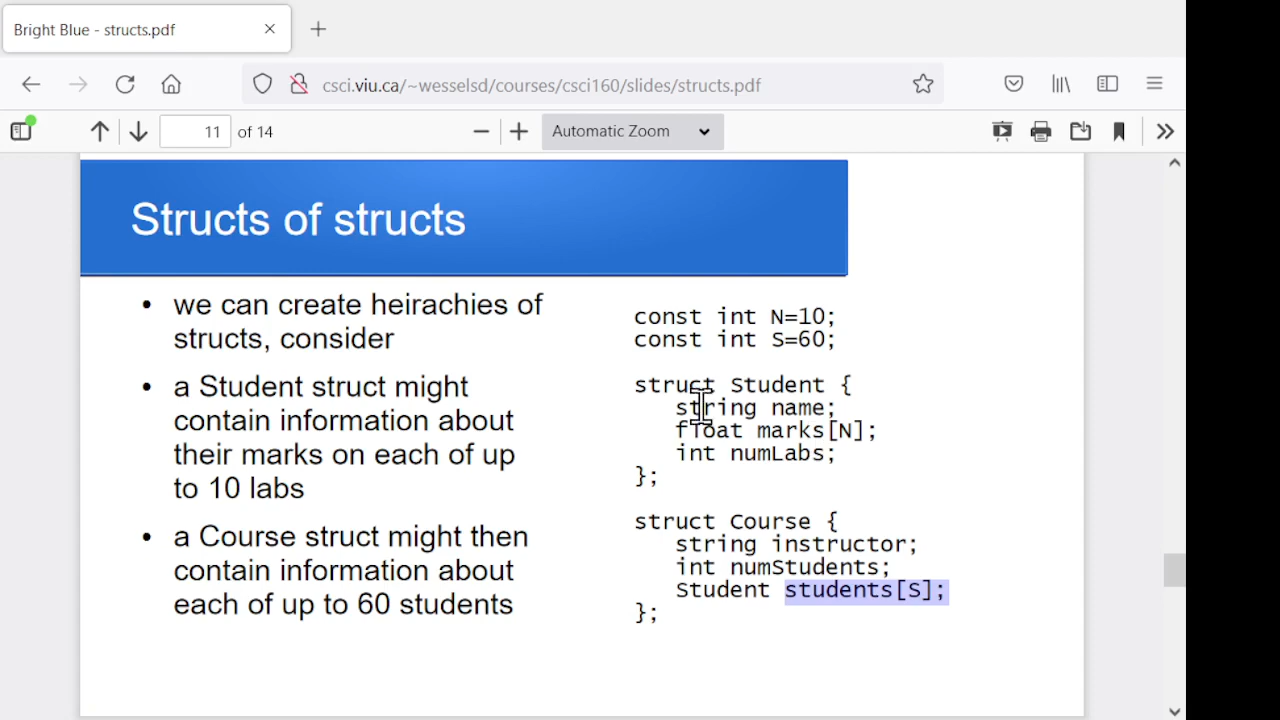 Bright Blue - structs.pdf
csci.viu.ca/~wesselsd/courses/csci160/slides/structs.pdf
11 of 14
Automatic Zoom
Structs of structs
• we can create heirachies of
structs, consider
• a Student struct might
contain information about
their marks on each of up
to 10 labs
• a Course struct might then
contain information about
each of up to 60 students
const int N=10;
const int S=60;
struct Student {
string name;
float marks[N];
int numLabs;
};
struct Course {
string instructor;
int numStudents;
Student students[S];
};